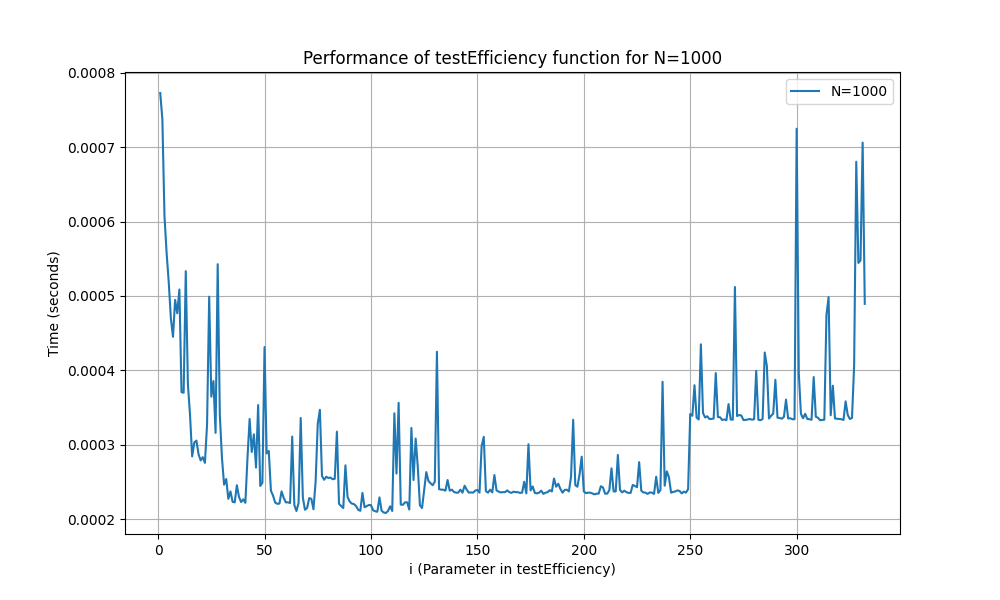 Performance of testEfficiency function for N=1000
N=1000
0.0008
0.0007
0.0006
0.0005
0.0004
0.0003
0.0002
Time (seconds)
0 50 100 150 200 250 300
i (Parameter in testEfficiency)